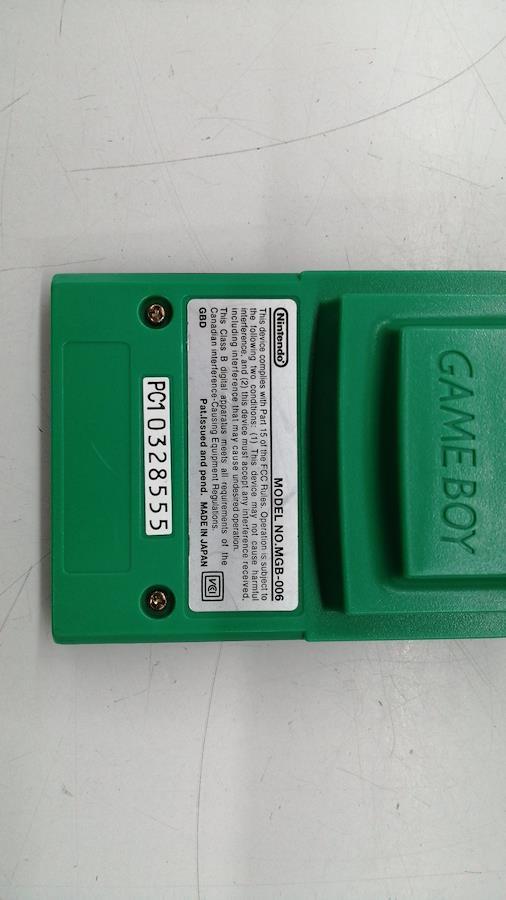 GAME BOY
Nintendo
MODEL NO.MGB-006
This device complies with Part 15 of the FCC Rules. Operation is subject to
the following two conditions: (1) This device may not cause harmful
interference, and (2) this device must accept any interference received,
including interference that may cause undesired operation.
This Class B digital apparatus meets all requirements of the
Canadian Interference-Causing Equipment Regulations.
GBD Pat.Issued and pend. MADE IN JAPAN
VCI
PC10328555